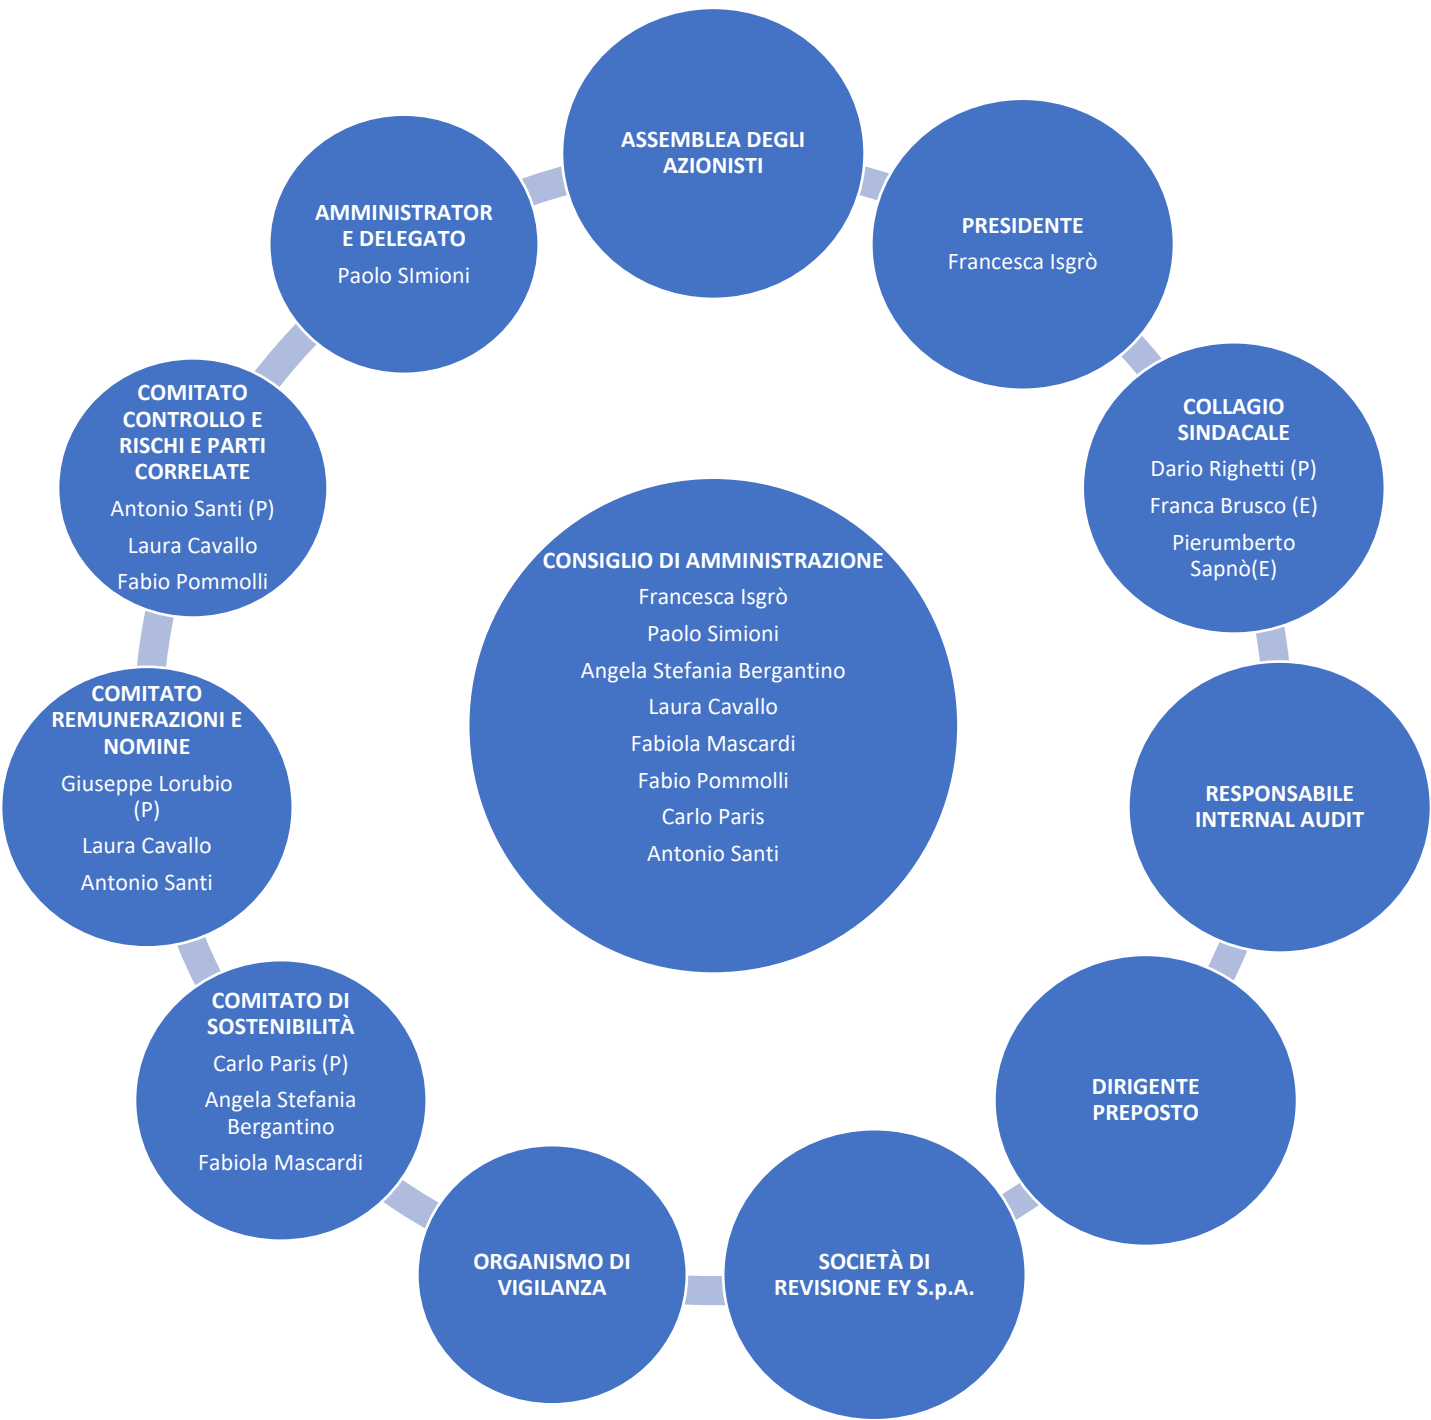 ASSEMBLEA DEGLI
AZIONISTI
PRESIDENTE
Francesca Isgrò
COLLAGIO
SINDACALE
Dario Righetti (P)
Franca Brusco (E)
Pierumberto
Sapnò(E)
RESPONSABILE
INTERNAL AUDIT
DIRIGENTE
PREPOSTO
SOCIETÀ DI
REVISIONE EY S.p.A.
ORGANISMO DI
VIGILANZA
COMITATO DI
SOSTENIBILITÀ
Carlo Paris (P)
Angela Stefania
Bergantino
Fabiola Mascardi
COMITATO
REMUNERAZIONI E
NOMINE
Giuseppe Lorubio
(P)
Laura Cavallo
Antonio Santi
COMITATO
CONTROLLO E
RISCHI E PARTI
CORRELATE
Antonio Santi (P)
Laura Cavallo
Fabio Pommolli
AMMINISTRATOR
E DELEGATO
Paolo SImioni
CONSIGLIO DI AMMINISTRAZIONE
Francesca Isgrò
Paolo Simioni
Angela Stefania Bergantino
Laura Cavallo
Fabiola Mascardi
Fabio Pommolli
Carlo Paris
Antonio Santi